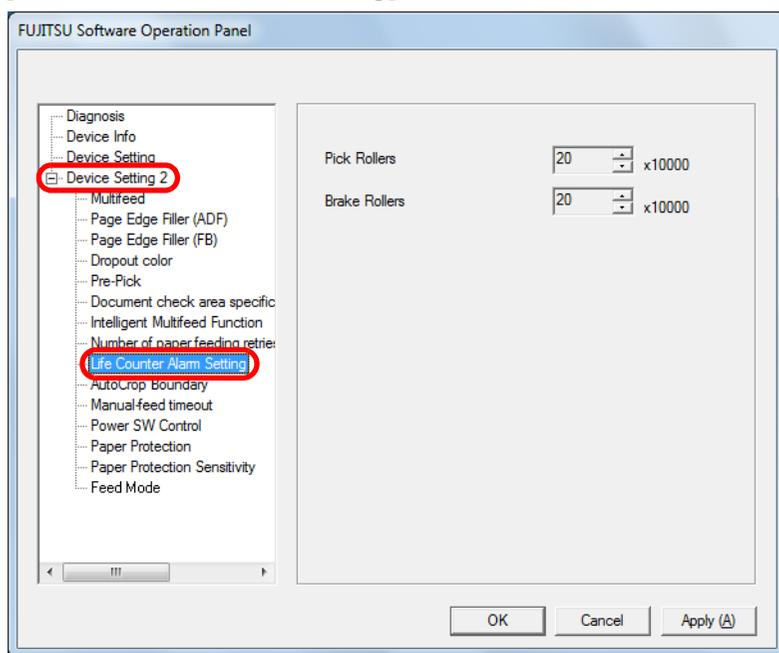 FUJITSU Software Operation Panel
Diagnosis
Device Info
Device Setting
Device Setting 2
Multifeed
Page Edge Filler (ADF)
Page Edge Filler (FB)
Dropout color
Pre-Pick
Document check area specific
Intelligent Multifeed Function
Number of paper feeding retries
Life Counter Alarm Setting
AutoCrop Boundary
Manual-feed timeout
Power SW Control
Paper Protection
Paper Protection Sensitivity
Feed Mode
Pick Rollers 20 x10000
Brake Rollers 20 x10000
OK Cancel Apply (A)